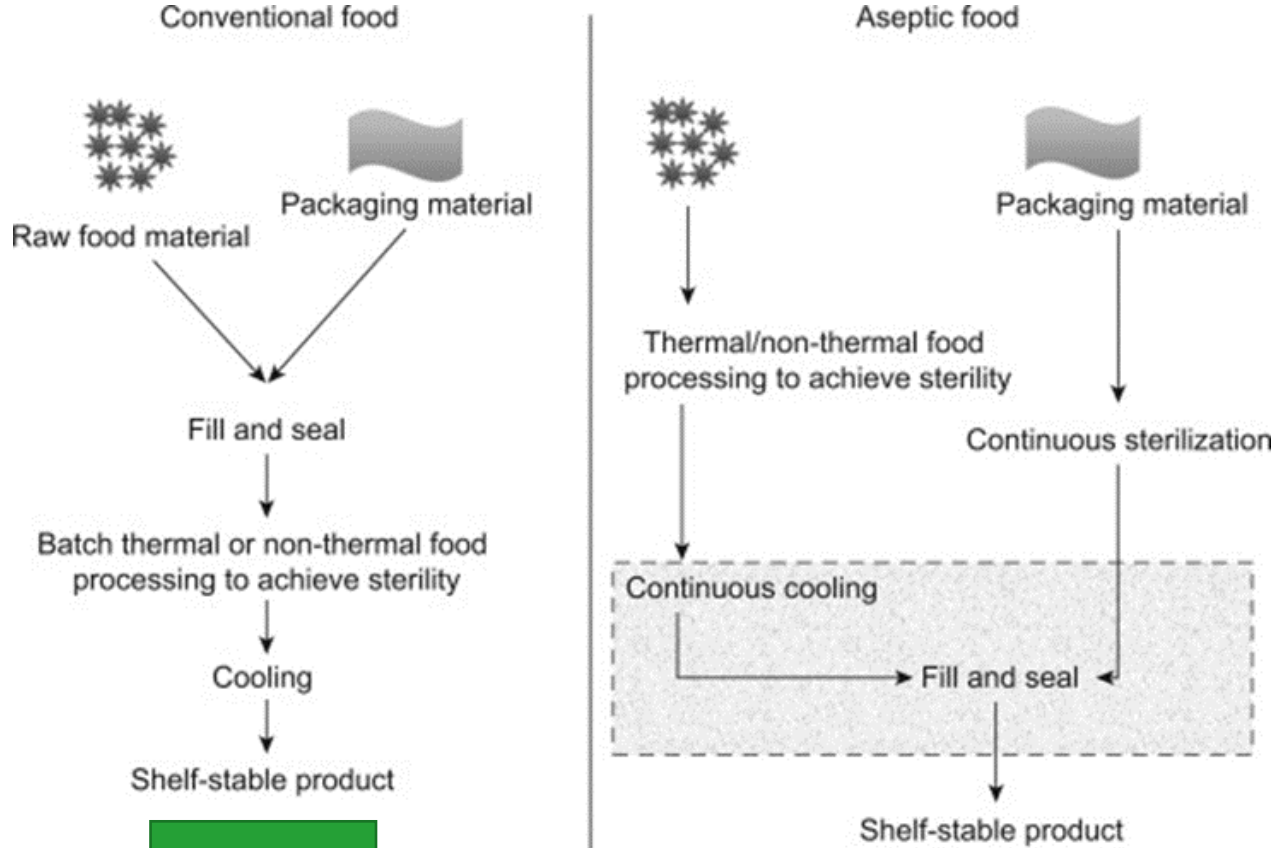 Conventional food
Packaging material
Raw food material
Fill and seal
Batch thermal or non-thermal food
processing to achieve sterility
Cooling
Shelf-stable product
Aseptic food
Packaging material
Thermal/non-thermal food
processing to achieve sterility
Continuous sterilization
Continuous cooling
Fill and seal
Shelf-stable product